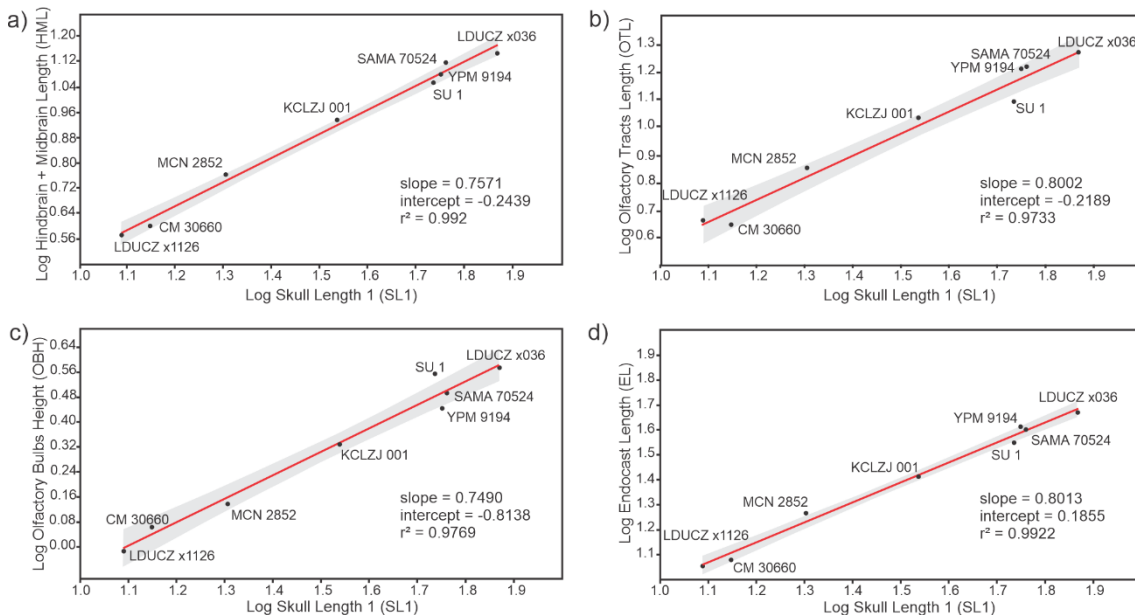 a)
Log Hindbrain + Midbrain Length (HML)
1.20
1.12
1.04
0.96
0.88
0.80
0.72
0.64
0.56
LDUCZ x036
SAMA 70524
YPM 9194
SU 1
KCLZJ 001
MCN 2852
CM 30660
LDUCZ x1126
slope = 0.7571
intercept = -0.2439
r² = 0.992
1.0 1.1 1.2 1.3 1.4 1.5 1.6 1.7 1.8 1.9
Log Skull Length 1 (SL1)
b)
Log Olfactory Tracts Length (OTL)
1.3
1.2
1.1
1.0
0.9
0.8
0.7
0.6
LDUCZ x036
SAMA 70524
YPM 9194
SU 1
KCLZJ 001
MCN 2852
LDUCZ x1126
CM 30660
slope = 0.8002
intercept = -0.2189
r² = 0.9733
1.0 1.1 1.2 1.3 1.4 1.5 1.6 1.7 1.8 1.9
Log Skull Length 1 (SL1)
c)
Log Olfactory Bulbs Height (OBH)
0.64
0.56
0.48
0.40
0.32
0.24
0.16
0.08
0.00
LDUCZ x036
SU 1
SAMA 70524
YPM 9194
KCLZJ 001
MCN 2852
CM 30660
LDUCZ x1126
slope = 0.7490
intercept = -0.8138
r² = 0.9769
1.0 1.1 1.2 1.3 1.4 1.5 1.6 1.7 1.8 1.9
Log Skull Length 1 (SL1)
d)
Log Endocast Length (EL)
1.9
1.8
1.7
1.6
1.5
1.4
1.3
1.2
1.1
LDUCZ x036
YPM 9194
SAMA 70524
SU 1
KCLZJ 001
MCN 2852
LDUCZ x1126
CM 30660
slope = 0.8013
intercept = 0.1855
r² = 0.9922
1.0 1.1 1.2 1.3 1.4 1.5 1.6 1.7 1.8 1.9
Log Skull Length 1 (SL1)